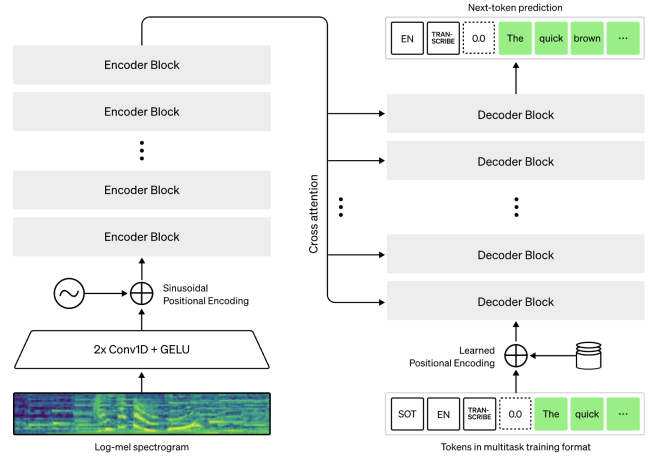 Encoder Block
Encoder Block
Encoder Block
Encoder Block
Sinusoidal
Positional Encoding
2x Conv1D + GELU
Log-mel spectrogram
Cross attention
Next-token prediction
EN
TRAN-
SCRIBE
0.0
The
quick
brown
...
Decoder Block
Decoder Block
Decoder Block
Decoder Block
Learned
Positional Encoding
SOT
EN
TRAN-
SCRIBE
0.0
The
quick
...
Tokens in multitask training format